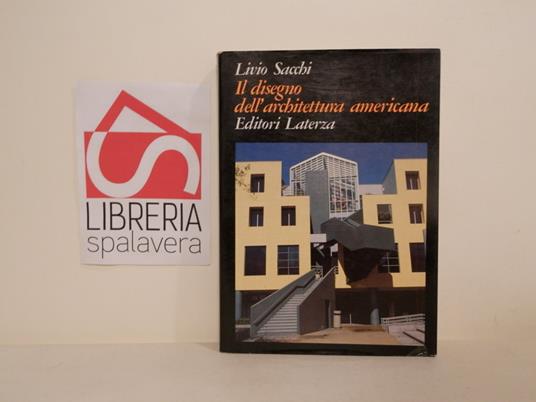 LIBRERIA
spalavera
Livio Sacchi
Il disegno
dell'architettura americana
Editori Laterza